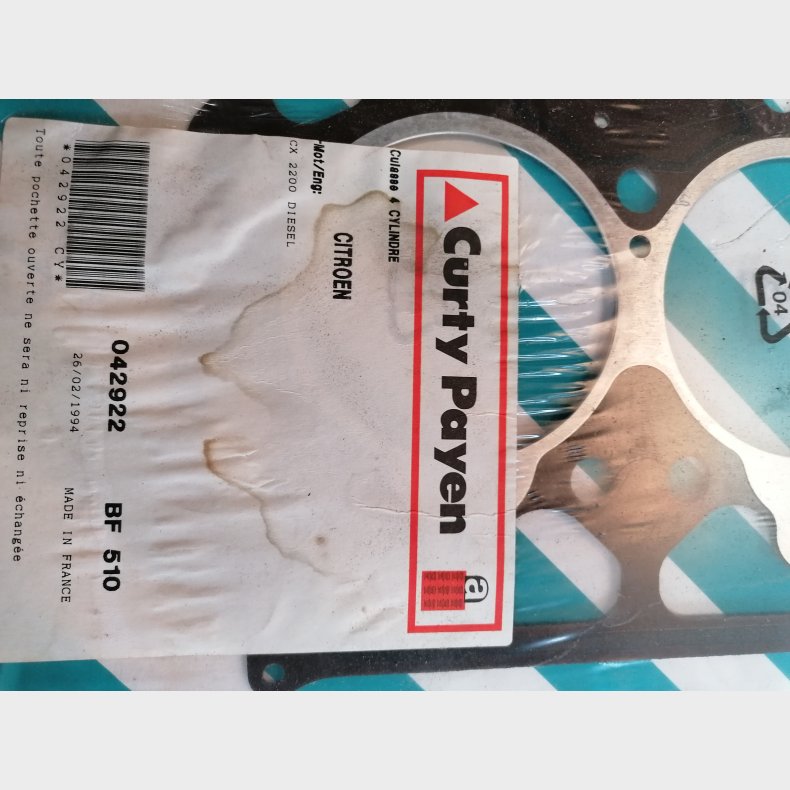 Curty Payen
Culasse 4 CYLINDRE
CITROEN
-Mot/Eng:
CX 2200 DIESEL
042922 BF 510
26/02/1994 MADE IN FRANCE
*042922 CY*
Toute pochette ouverte ne sera ni reprise ni échangée
04